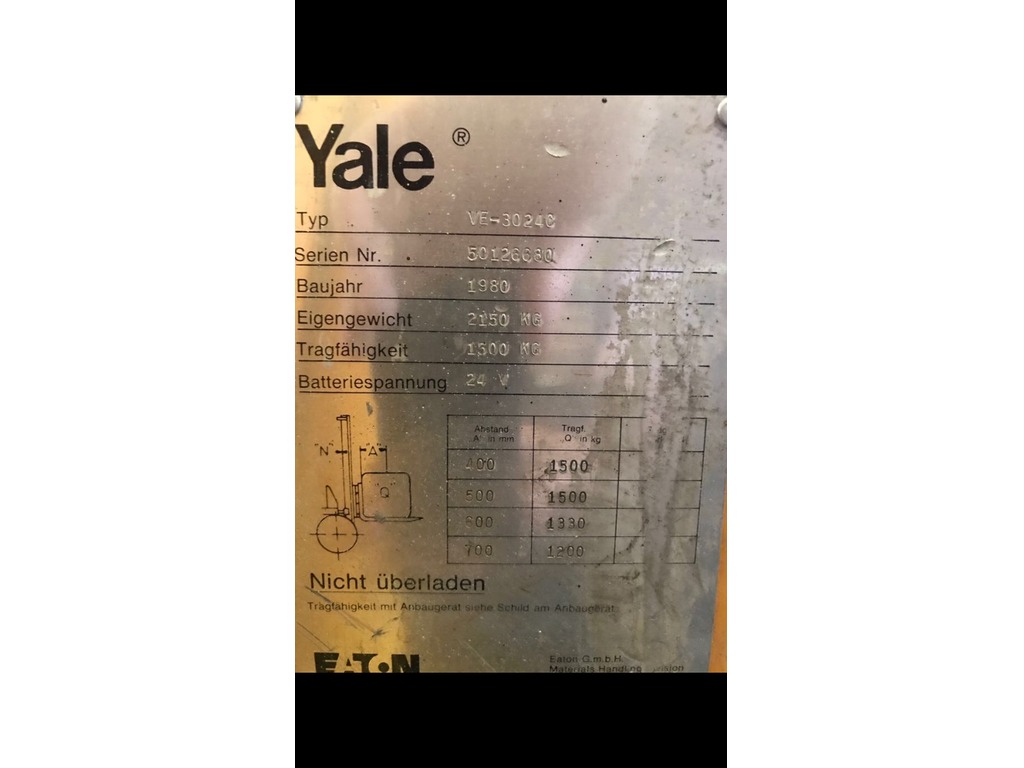 Yale ®
Typ VE-30240
Serien Nr.
Baujahr 1980
Eigengewicht 2150 KG
Tragfähigkeit 1500 KG
Batteriespannung 24 V
"N" "A"
"Q"
Abstand Tragf.
"A" in mm "Q" in kg
400 1500
500 1500
600 1330
700 1200
Nicht überladen
Tragfähigkeit mit Anbaugerät siehe Schild am Anbaugerät
EATON Eaton G.m.b.H.
Materials Handling Division